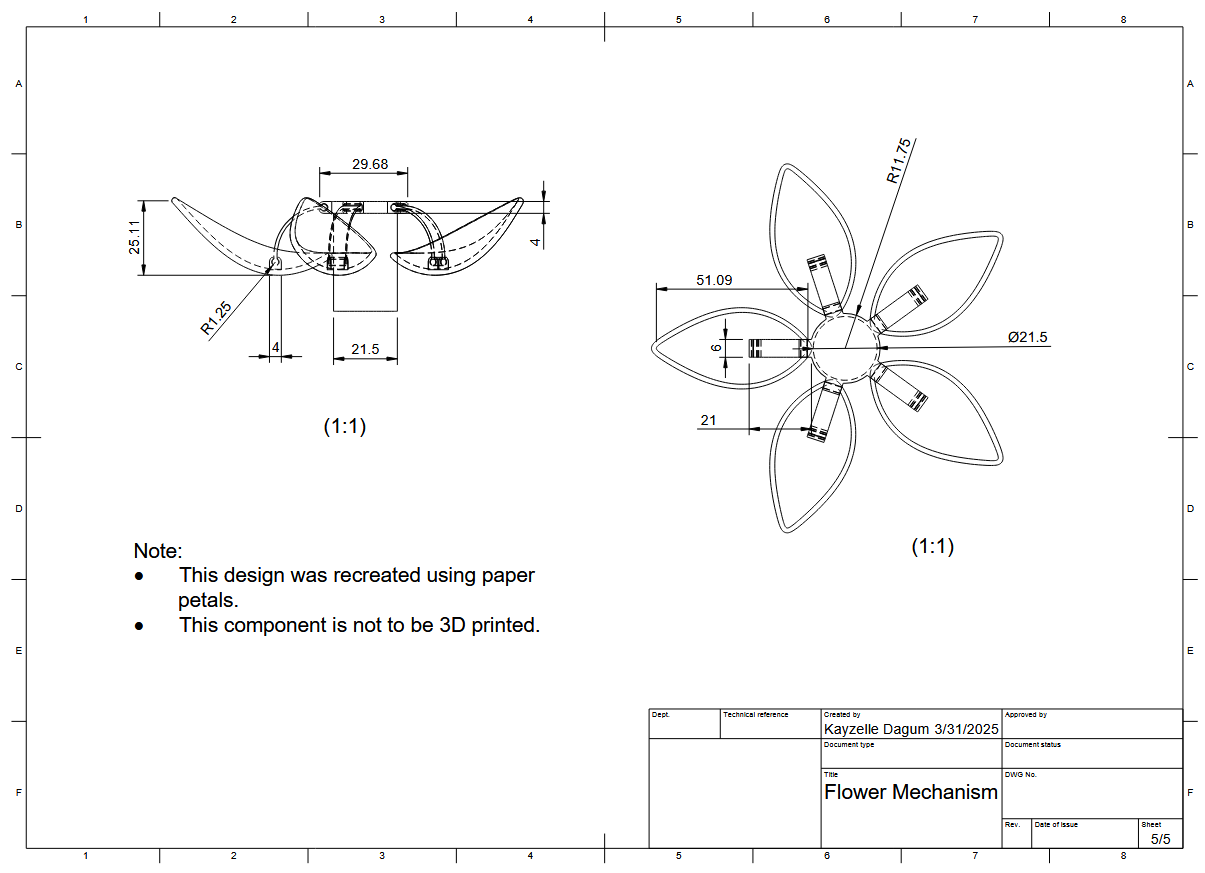 1 2 3 4 5 6 7 8
A A
R11.75
29.68
B B
25.11
4
51.09
R1.25
4
21.5
6
Ø21.5
C C
21
(1:1)
D D
(1:1)
Note:
● This design was recreated using paper
petals.
● This component is not to be 3D printed.
E E
Dept. Technical reference Created by Approved by
Kayzelle Dagum 3/31/2025
Document type Document status
Title DWG No.
Flower Mechanism
F F
Rev. Date of issue Sheet
5/5
1 2 3 4 5 6 7 8